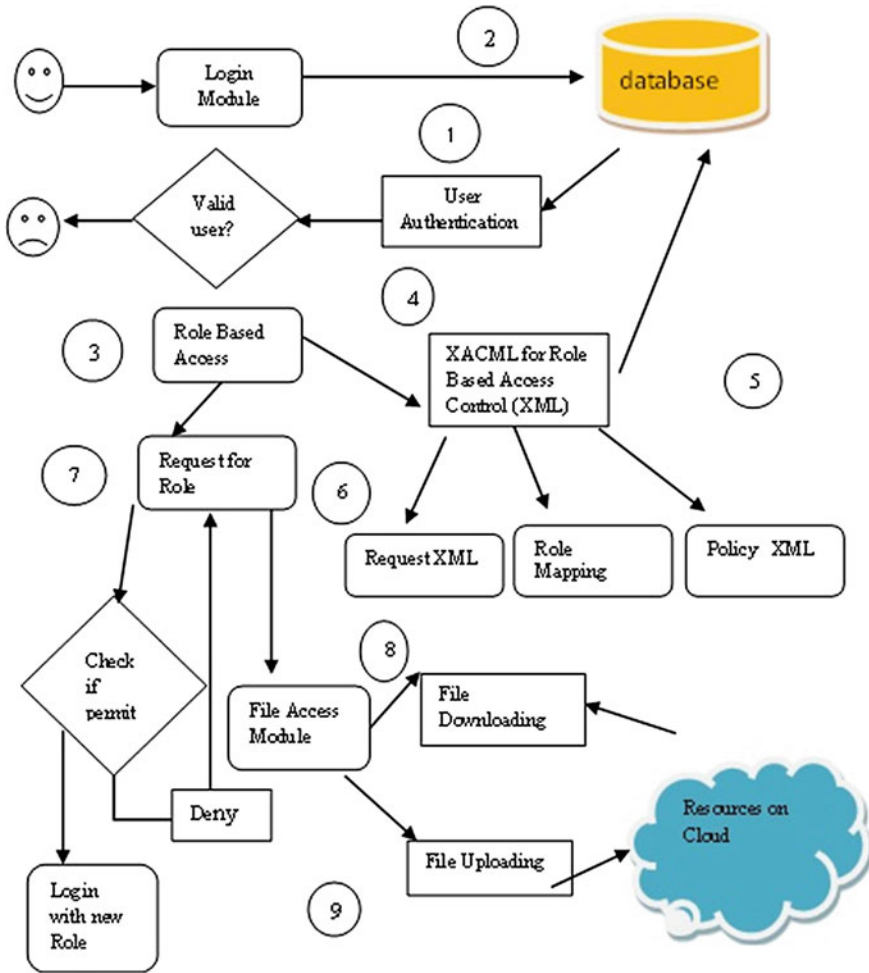 2
Login
Module
database
1
User
Authentication
Valid
user?
4
3
Role Based
Access
XACML for Role
Based Access
Control (XML)
5
7
Request for
Role
6
Request XML
Role
Mapping
Policy XML
Check
if
permit
8
File Access
Module
File
Downloading
Deny
Resources on
Cloud
File Uploading
Login
with new
Role
9